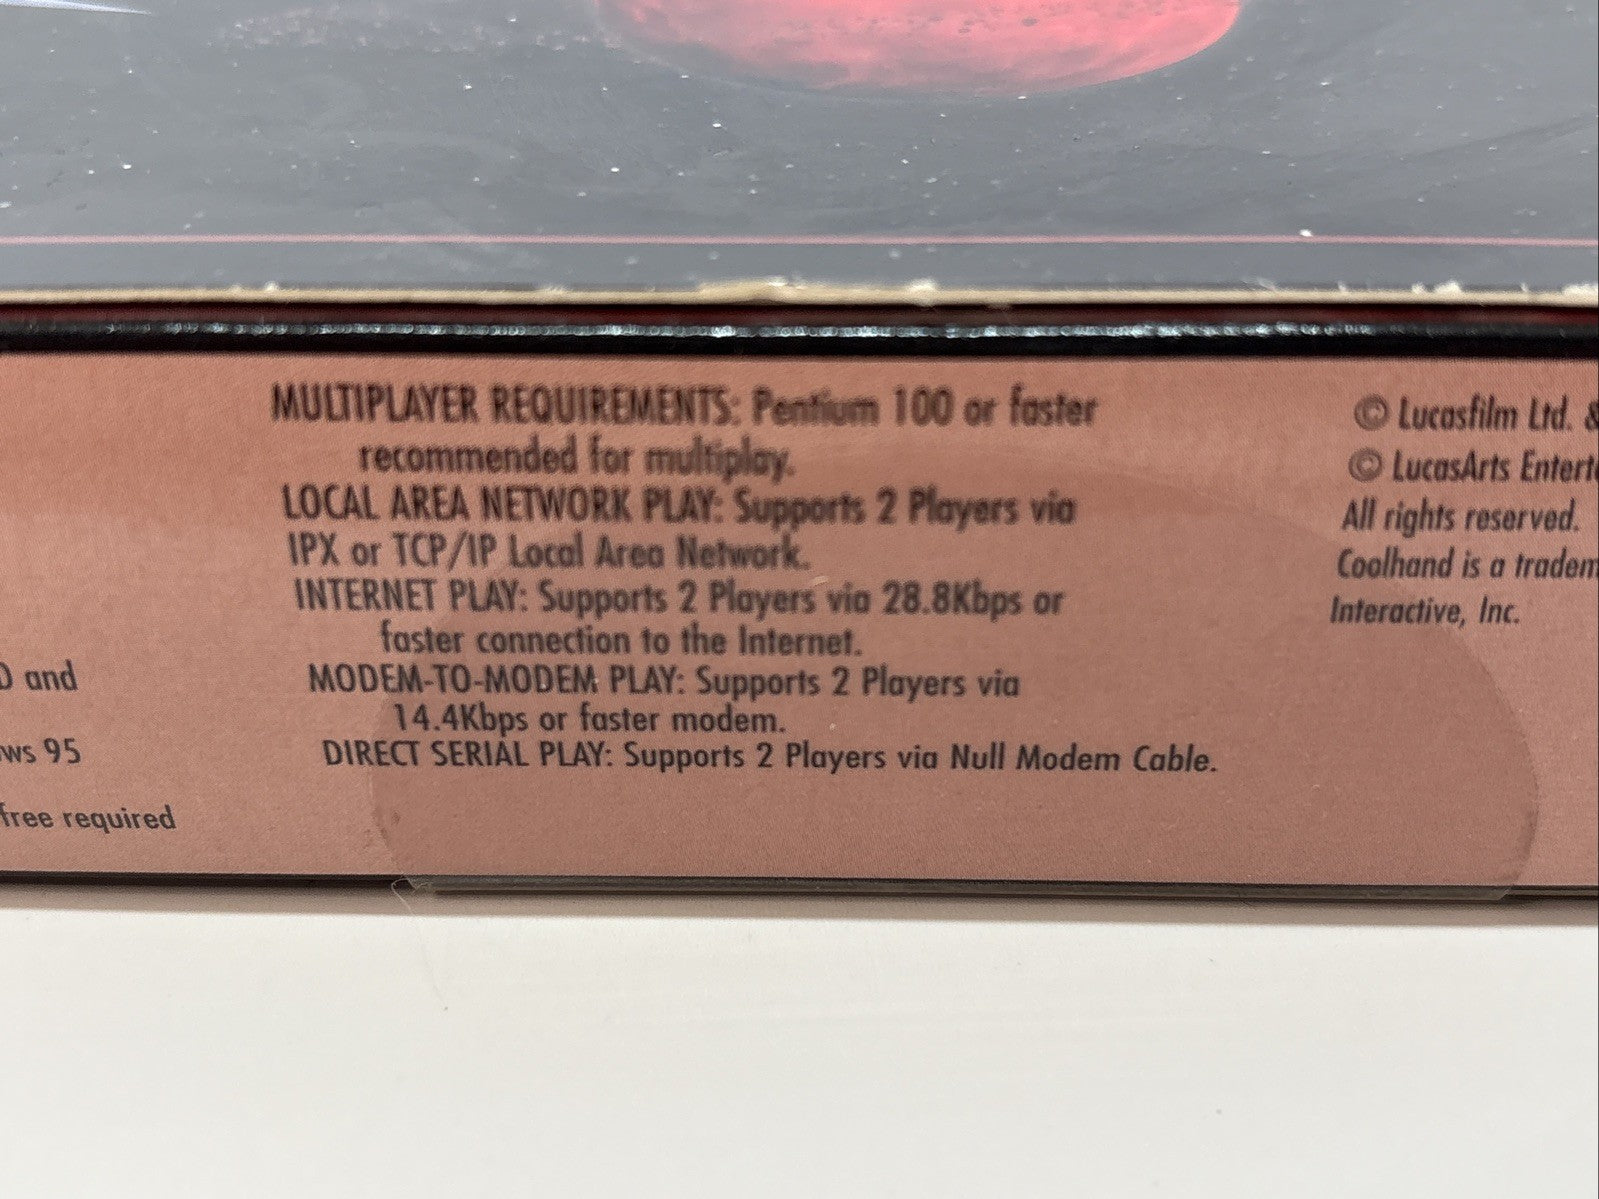 MULTIPLAYER REQUIREMENTS: Pentium 100 or faster
recommended for multiplay.
LOCAL AREA NETWORK PLAY: Supports 2 Players via
IPX or TCP/IP Local Area Network.
INTERNET PLAY: Supports 2 Players via 28.8Kbps or
faster connection to the Internet.
MODEM-TO-MODEM PLAY: Supports 2 Players via
14.4Kbps or faster modem.
DIRECT SERIAL PLAY: Supports 2 Players via Null Modem Cable.
and
95
free required
© Lucasfilm Ltd. &
© LucasArts
All rights reserved.
Coolhand is a
Interactive, Inc.